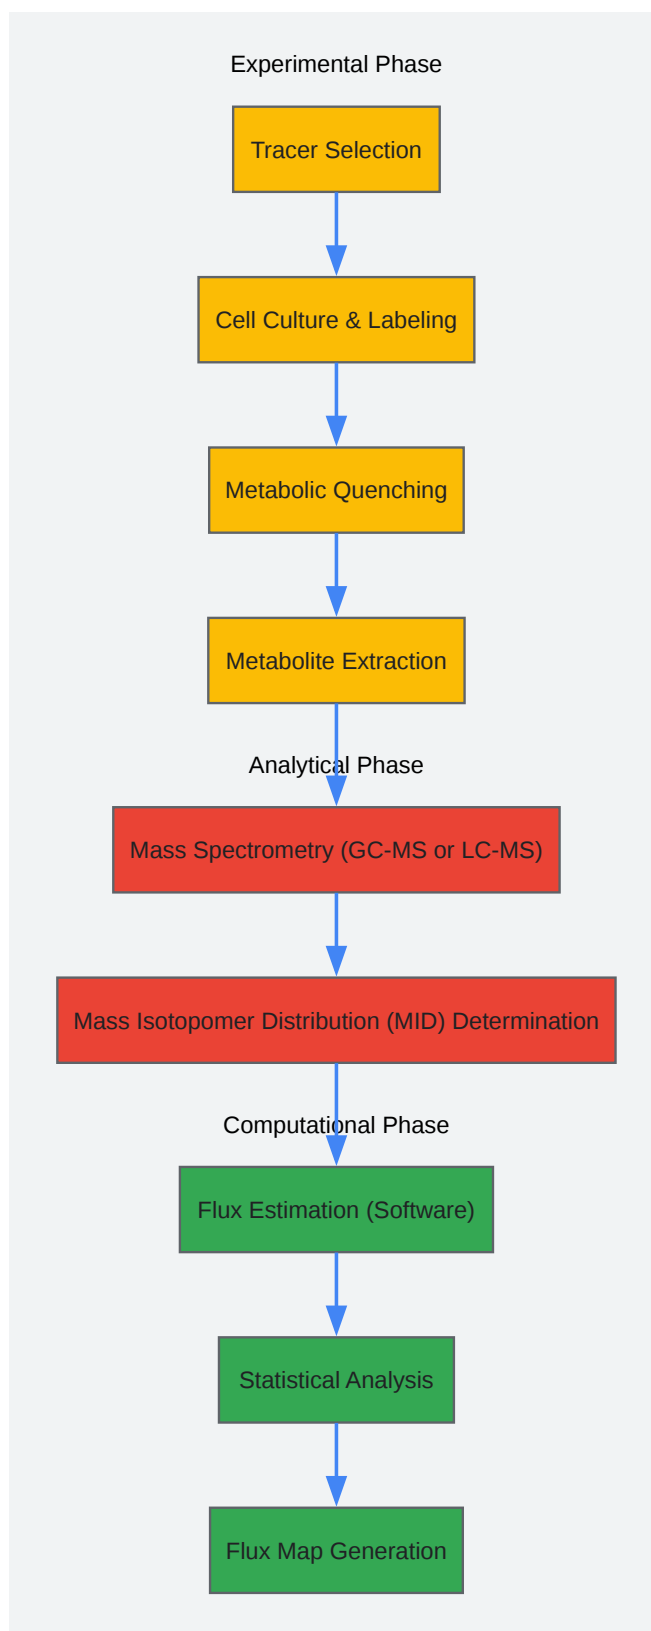 Experimental Phase
Tracer Selection
Cell Culture & Labeling
Metabolic Quenching
Metabolite Extraction
Analytical Phase
Mass Spectrometry (GC-MS or LC-MS)
Mass Isotopomer Distribution (MID) Determination
Computational Phase
Flux Estimation (Software)
Statistical Analysis
Flux Map Generation